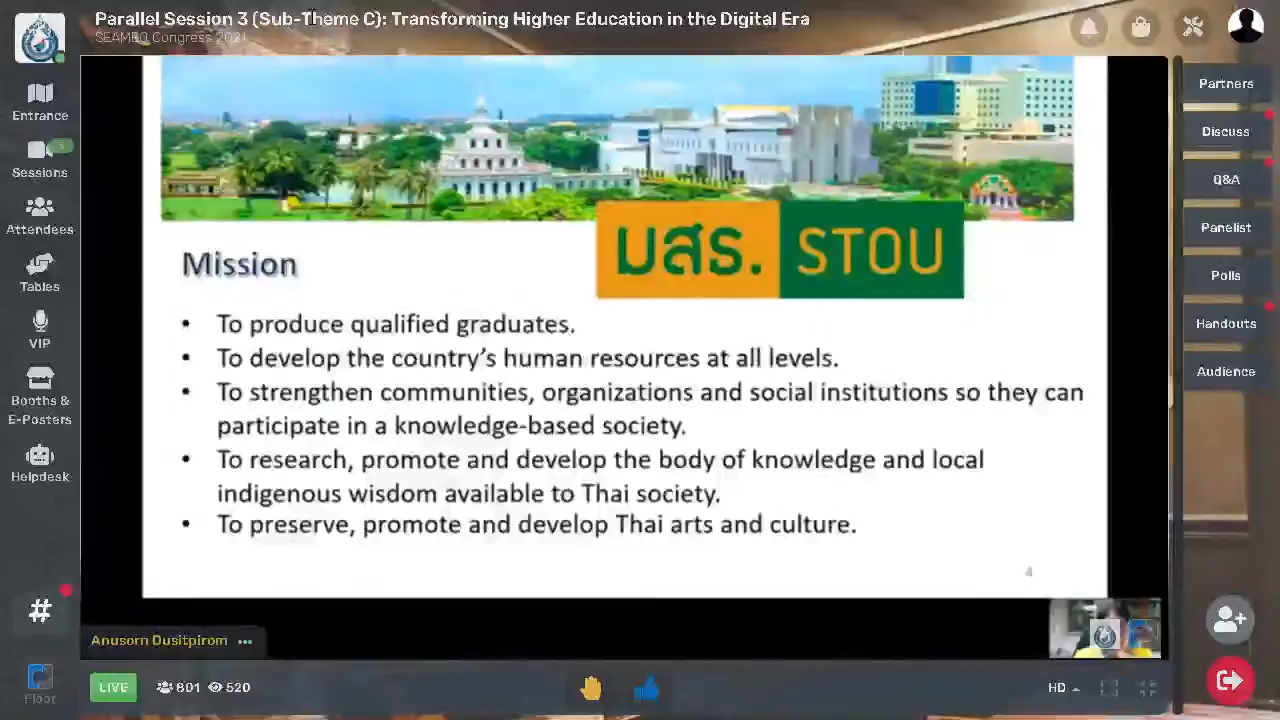 Parallel Session 3 (Sub-Theme C): Transforming Higher Education in the Digital Era
SEAMEO Congress 2021
Entrance
Sessions
Attendees
Tables
VIP
Booths &
E-Posters
Helpdesk
Floor
มสธ. STOU
Mission
• To produce qualified graduates.
• To develop the country's human resources at all levels.
• To strengthen communities, organizations and social institutions so they can
participate in a knowledge-based society.
• To research, promote and develop the body of knowledge and local
indigenous wisdom available to Thai society.
• To preserve, promote and develop Thai arts and culture.
4
Anusorn Dusitpirom •••
LIVE 801 520
HD
Partners
Discuss
Q&A
Panelist
Polls
Handouts
Audience